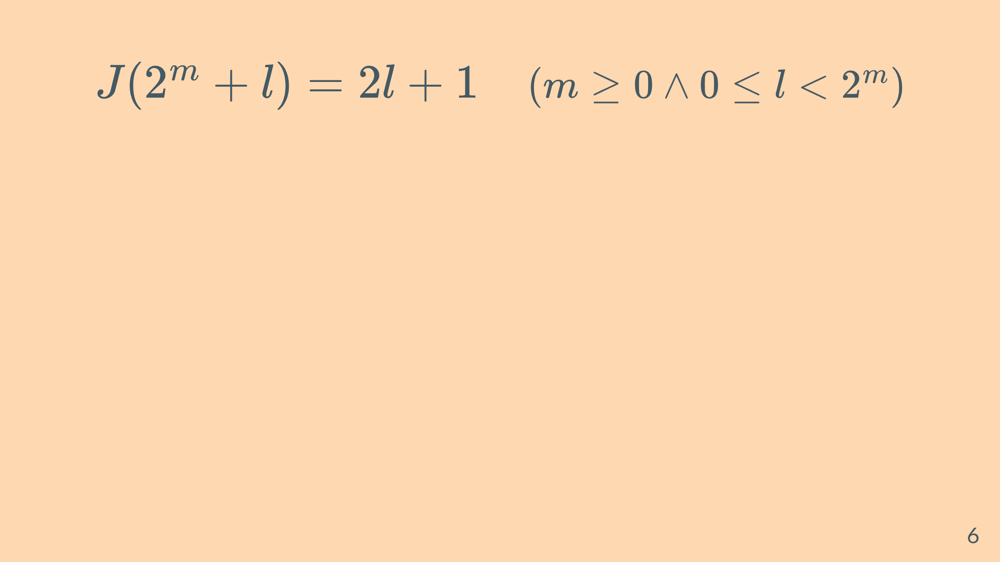 J(2^m + l) = 2l + 1   (m ≥ 0 ∧ 0 ≤ l < 2^m)
6